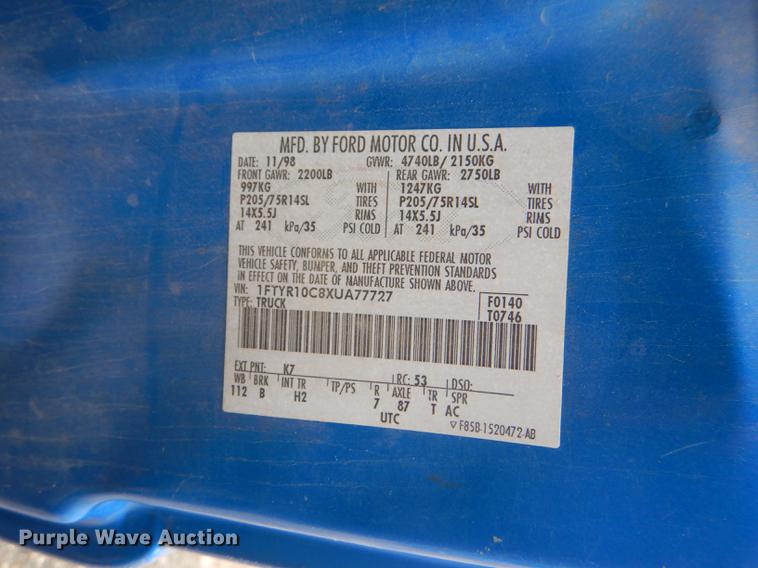 MFD. BY FORD MOTOR CO. IN U.S.A.
DATE: 11/98 GVWR: 4740LB/ 2150KG
FRONT GAWR: 2200LB REAR GAWR: 2750LB
997KG WITH 1247KG WITH
P205/75R14SL TIRES P205/75R14SL TIRES
14X5.5J RIMS 14X5.5J RIMS
AT 241 kPa/35 PSI COLD AT 241 kPa/35 PSI COLD
THIS VEHICLE CONFORMS TO ALL APPLICABLE FEDERAL MOTOR
VEHICLE SAFETY, BUMPER, AND THEFT PREVENTION STANDARDS
IN EFFECT ON THE DATE OF MANUFACTURE SHOWN ABOVE.
VIN: 1FTYR10C8XUA77727 F0140
TYPE: TRUCK T0746
EXT PNT: K7 RC: 53 DSO:
WB BRK INT TR TP/PS R AXLE TR SPR
112 B H2 7 87 T AC
UTC
▽ F85B-1520472-AB
Purple Wave Auction